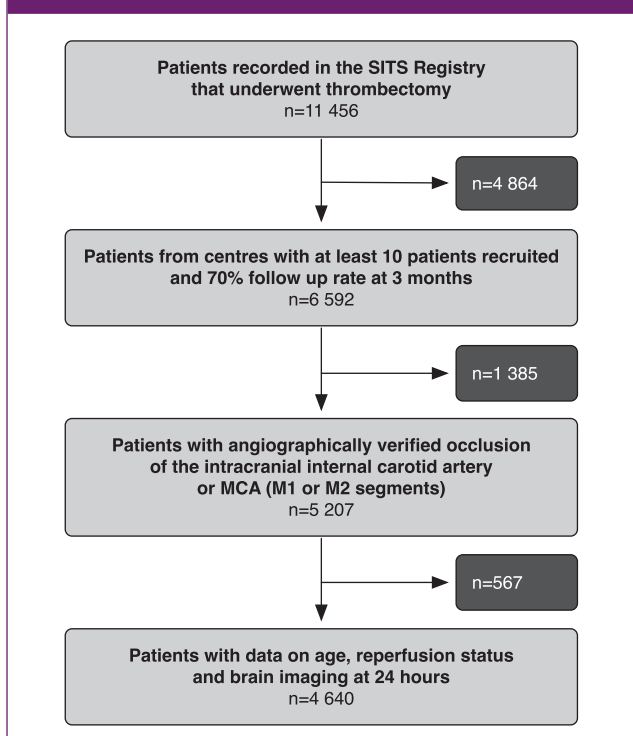 Patients recorded in the SITS Registry
that underwent thrombectomy
n=11 456
n=4 864
Patients from centres with at least 10 patients recruited
and 70% follow up rate at 3 months
n=6 592
n=1 385
Patients with angiographically verified occlusion
of the intracranial internal carotid artery
or MCA (M1 or M2 segments)
n=5 207
n=567
Patients with data on age, reperfusion status
and brain imaging at 24 hours
n=4 640